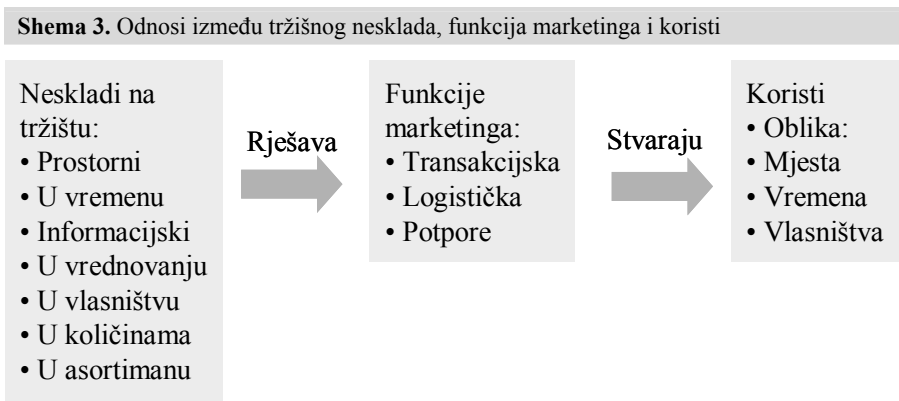 Shema 3. Odnosi između tržišnog nesklada, funkcija marketinga i koristi
Neskladi na
tržištu:
• Prostorni
• U vremenu
• Informacijski
• U vrednovanju
• U vlasništvu
• U količinama
• U asortimanu
Rješava
Funkcije
marketinga:
• Transakcijska
• Logistička
• Potpore
Stvaraju
Koristi
• Oblika:
• Mjesta
• Vremena
• Vlasništva